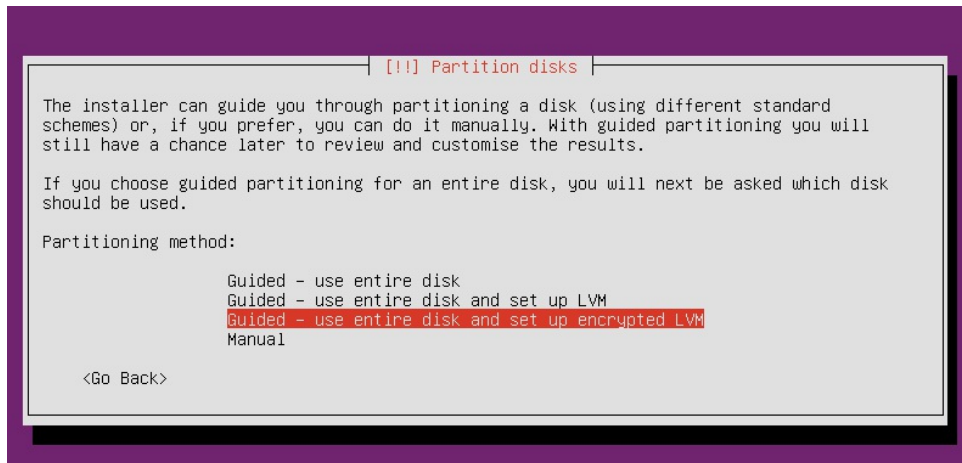 [!!] Partition disks
The installer can guide you through partitioning a disk (using different standard
schemes) or, if you prefer, you can do it manually. With guided partitioning you will
still have a chance later to review and customise the results.
If you choose guided partitioning for an entire disk, you will next be asked which disk
should be used.
Partitioning method:
Guided – use entire disk
Guided – use entire disk and set up LVM
Guided – use entire disk and set up encrypted LVM
Manual
<Go Back>